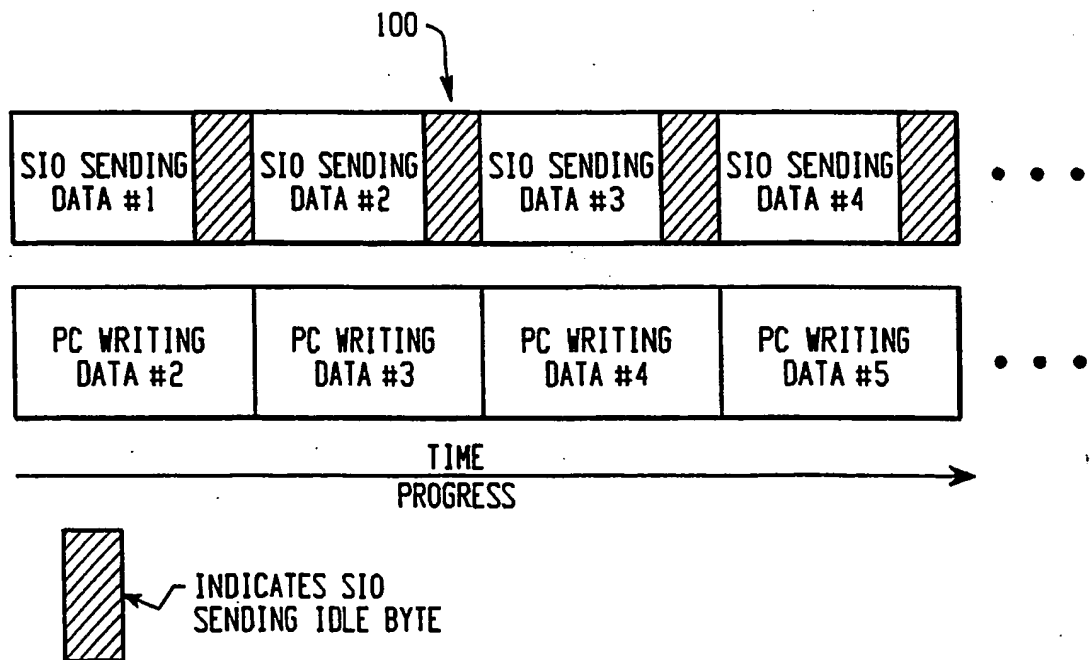 100
SIO SENDING
DATA #1
SIO SENDING
DATA #2
SIO SENDING
DATA #3
SIO SENDING
DATA #4
PC WRITING
DATA #2
PC WRITING
DATA #3
PC WRITING
DATA #4
PC WRITING
DATA #5
TIME
PROGRESS
INDICATES SIO
SENDING IDLE BYTE